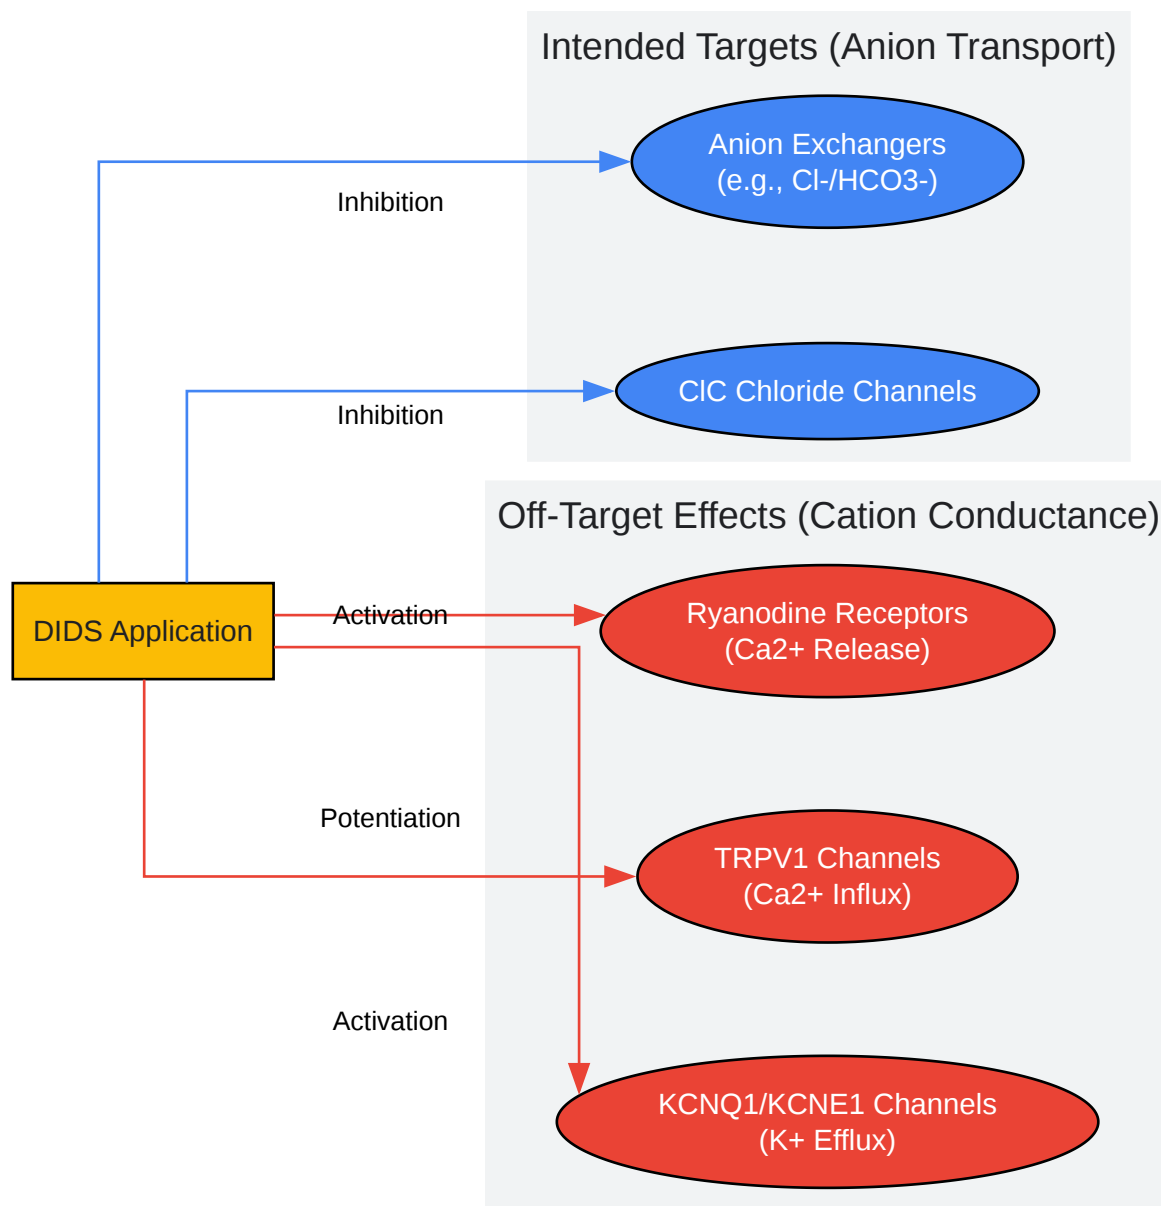 Intended Targets (Anion Transport)
Anion Exchangers
(e.g., Cl-/HCO3-)
Inhibition
ClC Chloride Channels
Inhibition
Off-Target Effects (Cation Conductance)
DIDS Application
Activation
Ryanodine Receptors
(Ca2+ Release)
Potentiation
TRPV1 Channels
(Ca2+ Influx)
Activation
KCNQ1/KCNE1 Channels
(K+ Efflux)